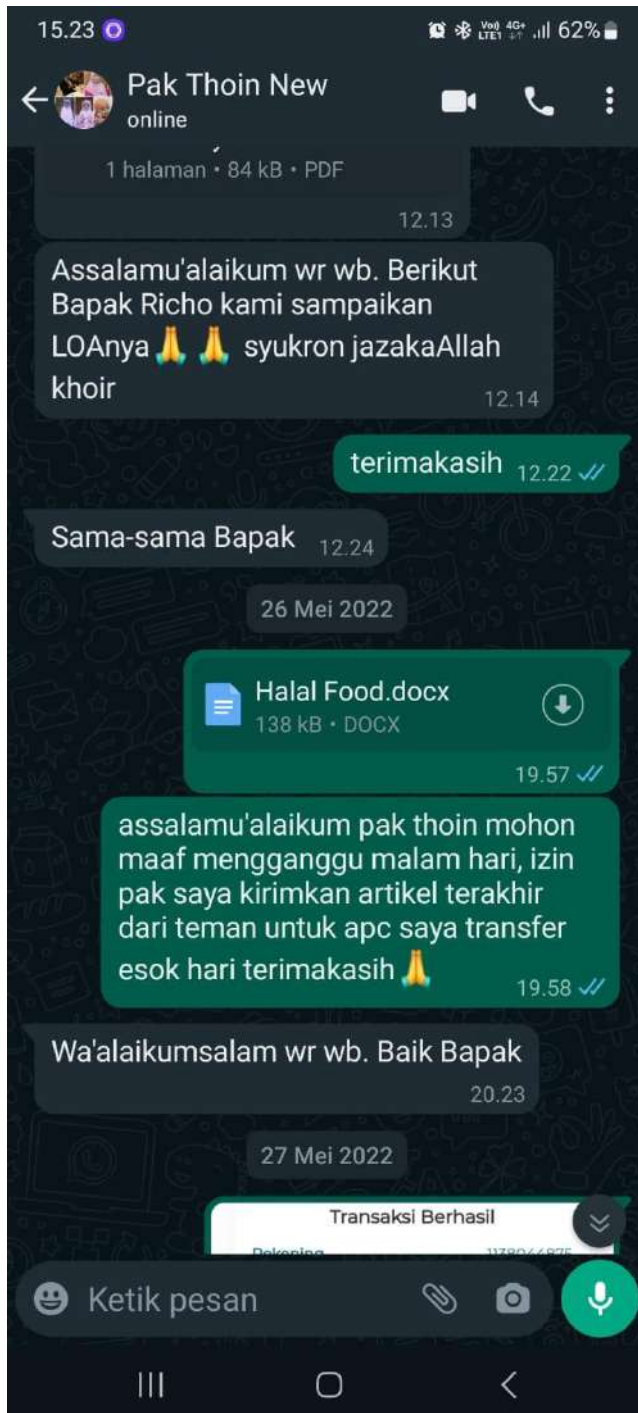 15.23 Vo) 4G+ LTE1 62%
Pak Thoin New
online
1 halaman • 84 kB • PDF
12.13
Assalamu'alaikum wr wb. Berikut
Bapak Richo kami sampaikan
LOAnya🙏 🙏 syukron jazakaAllah
khoir
12.14
terimakasih 12.22
Sama-sama Bapak 12.24
26 Mei 2022
Halal Food.docx
138 kB • DOCX
19.57
assalamu'alaikum pak thoin mohon
maaf mengganggu malam hari, izin
pak saya kirimkan artikel terakhir
dari teman untuk apc saya transfer
esok hari terimakasih🙏
19.58
Wa'alaikumsalam wr wb. Baik Bapak
20.23
27 Mei 2022
Transaksi Berhasil
Rekening
Ketik pesan